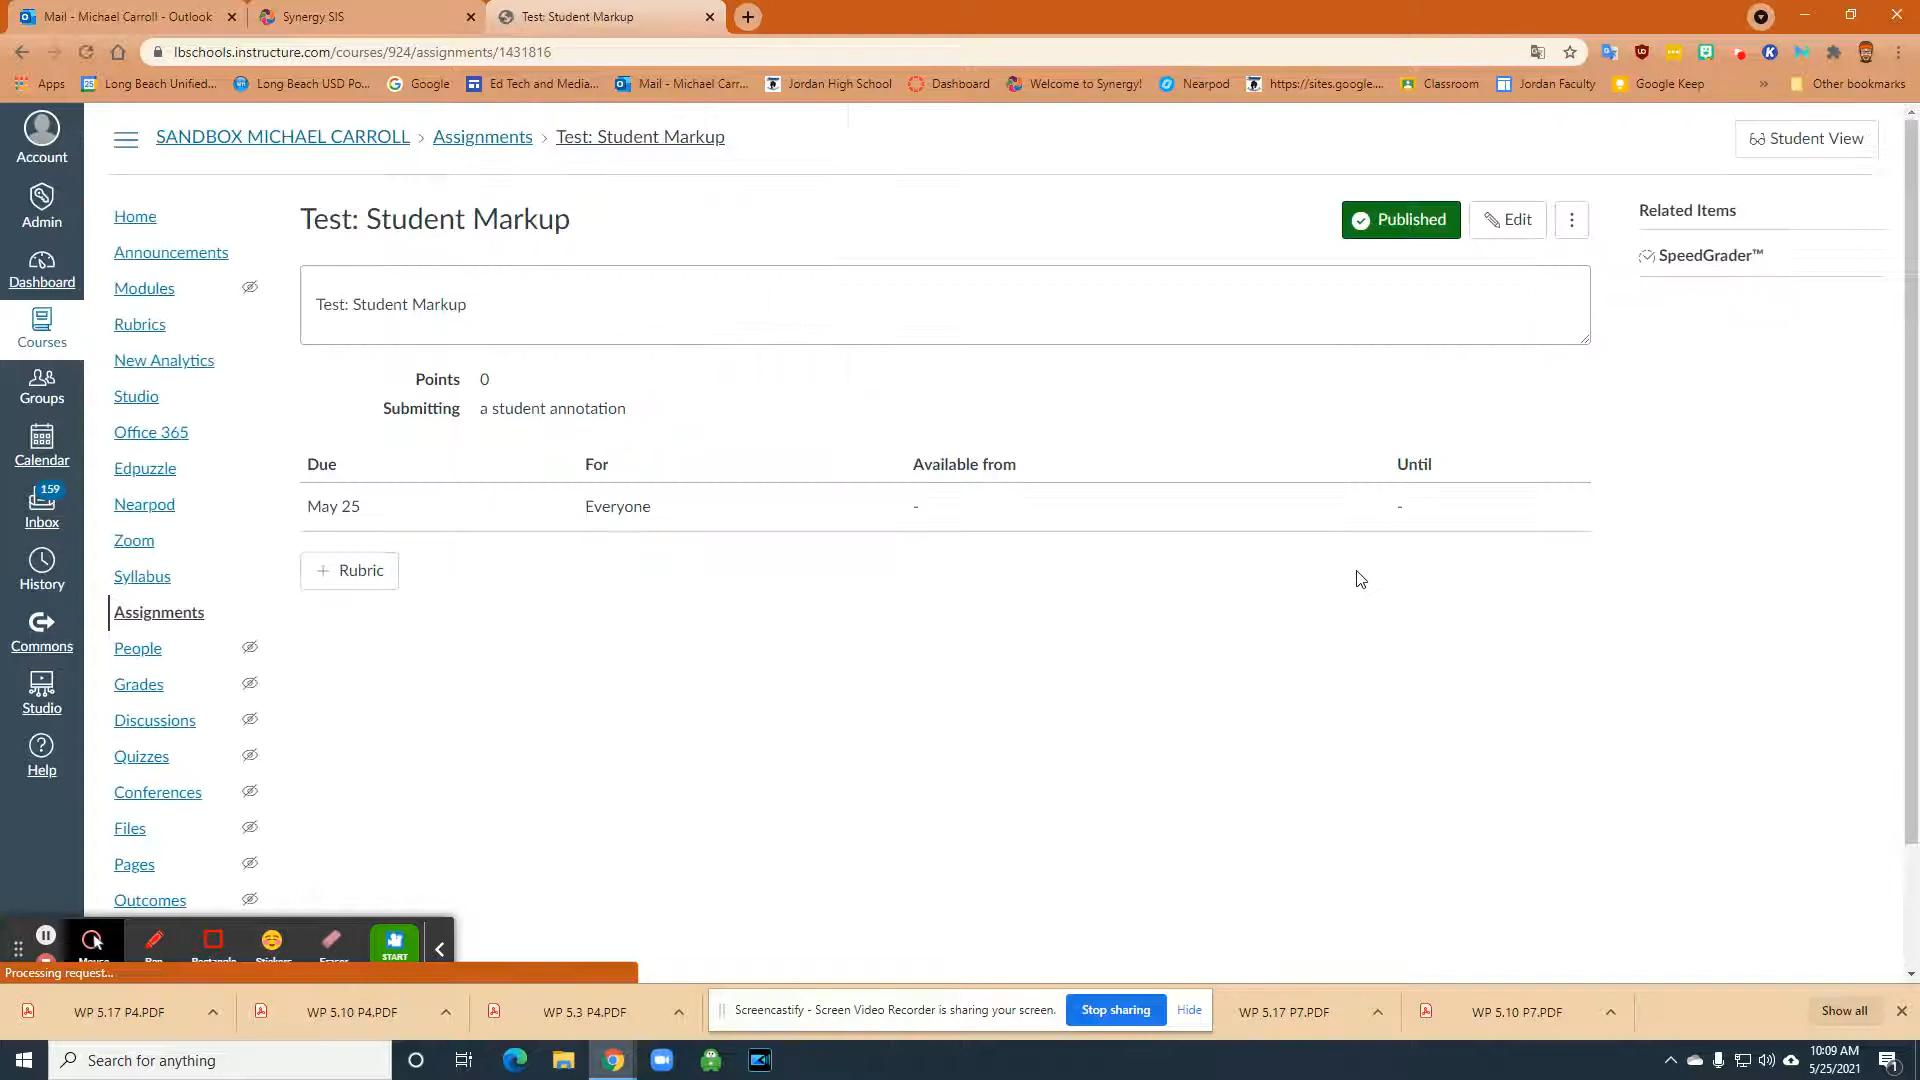 Mail - Michael Carroll - Outlook
Synergy SIS
Test: Student Markup
lbschools.instructure.com/courses/924/assignments/1431816
Apps
Long Beach Unified...
Long Beach USD Po...
Google
Ed Tech and Media...
Mail - Michael Carr...
Jordan High School
Dashboard
Welcome to Synergy!
Nearpod
https://sites.google....
Classroom
Jordan Faculty
Google Keep
»
Other bookmarks
Account
Admin
Dashboard
Courses
Groups
Calendar
159
Inbox
History
Commons
Studio
Help
SANDBOX MICHAEL CARROLL › Assignments › Test: Student Markup
Student View
Home
Announcements
Modules
Rubrics
New Analytics
Studio
Office 365
Edpuzzle
Nearpod
Zoom
Syllabus
Assignments
People
Grades
Discussions
Quizzes
Conferences
Files
Pages
Outcomes
Test: Student Markup
Published
Edit
Test: Student Markup
Points 0
Submitting a student annotation
Due For Available from Until
May 25 Everyone - -
+ Rubric
Related Items
SpeedGrader™
START
Processing request...
WP 5.17 P4.PDF
WP 5.10 P4.PDF
WP 5.3 P4.PDF
Screencastify - Screen Video Recorder is sharing your screen.
Stop sharing
Hide
WP 5.17 P7.PDF
WP 5.10 P7.PDF
Show all
Search for anything
10:09 AM
5/25/2021
1